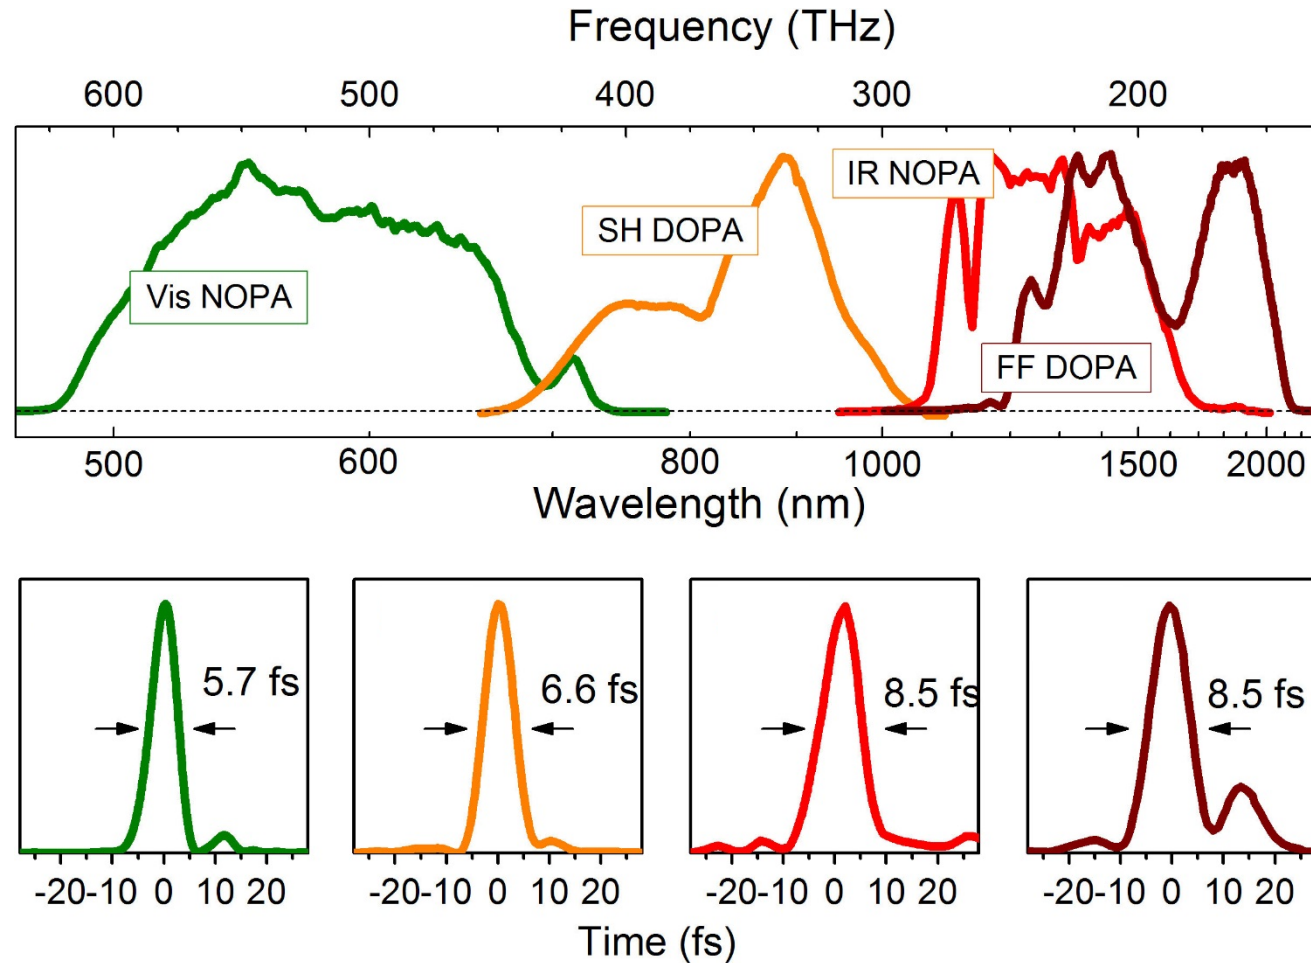 Frequency (THz)
600 500 400 300 200
IR NOPA
SH DOPA
Vis NOPA
FF DOPA
500 600 800 1000 1500 2000
Wavelength (nm)
5.7 fs 6.6 fs 8.5 fs 8.5 fs
-20 -10 0 10 20 -20 -10 0 10 20 -20 -10 0 10 20 -20 -10 0 10 20
Time (fs)